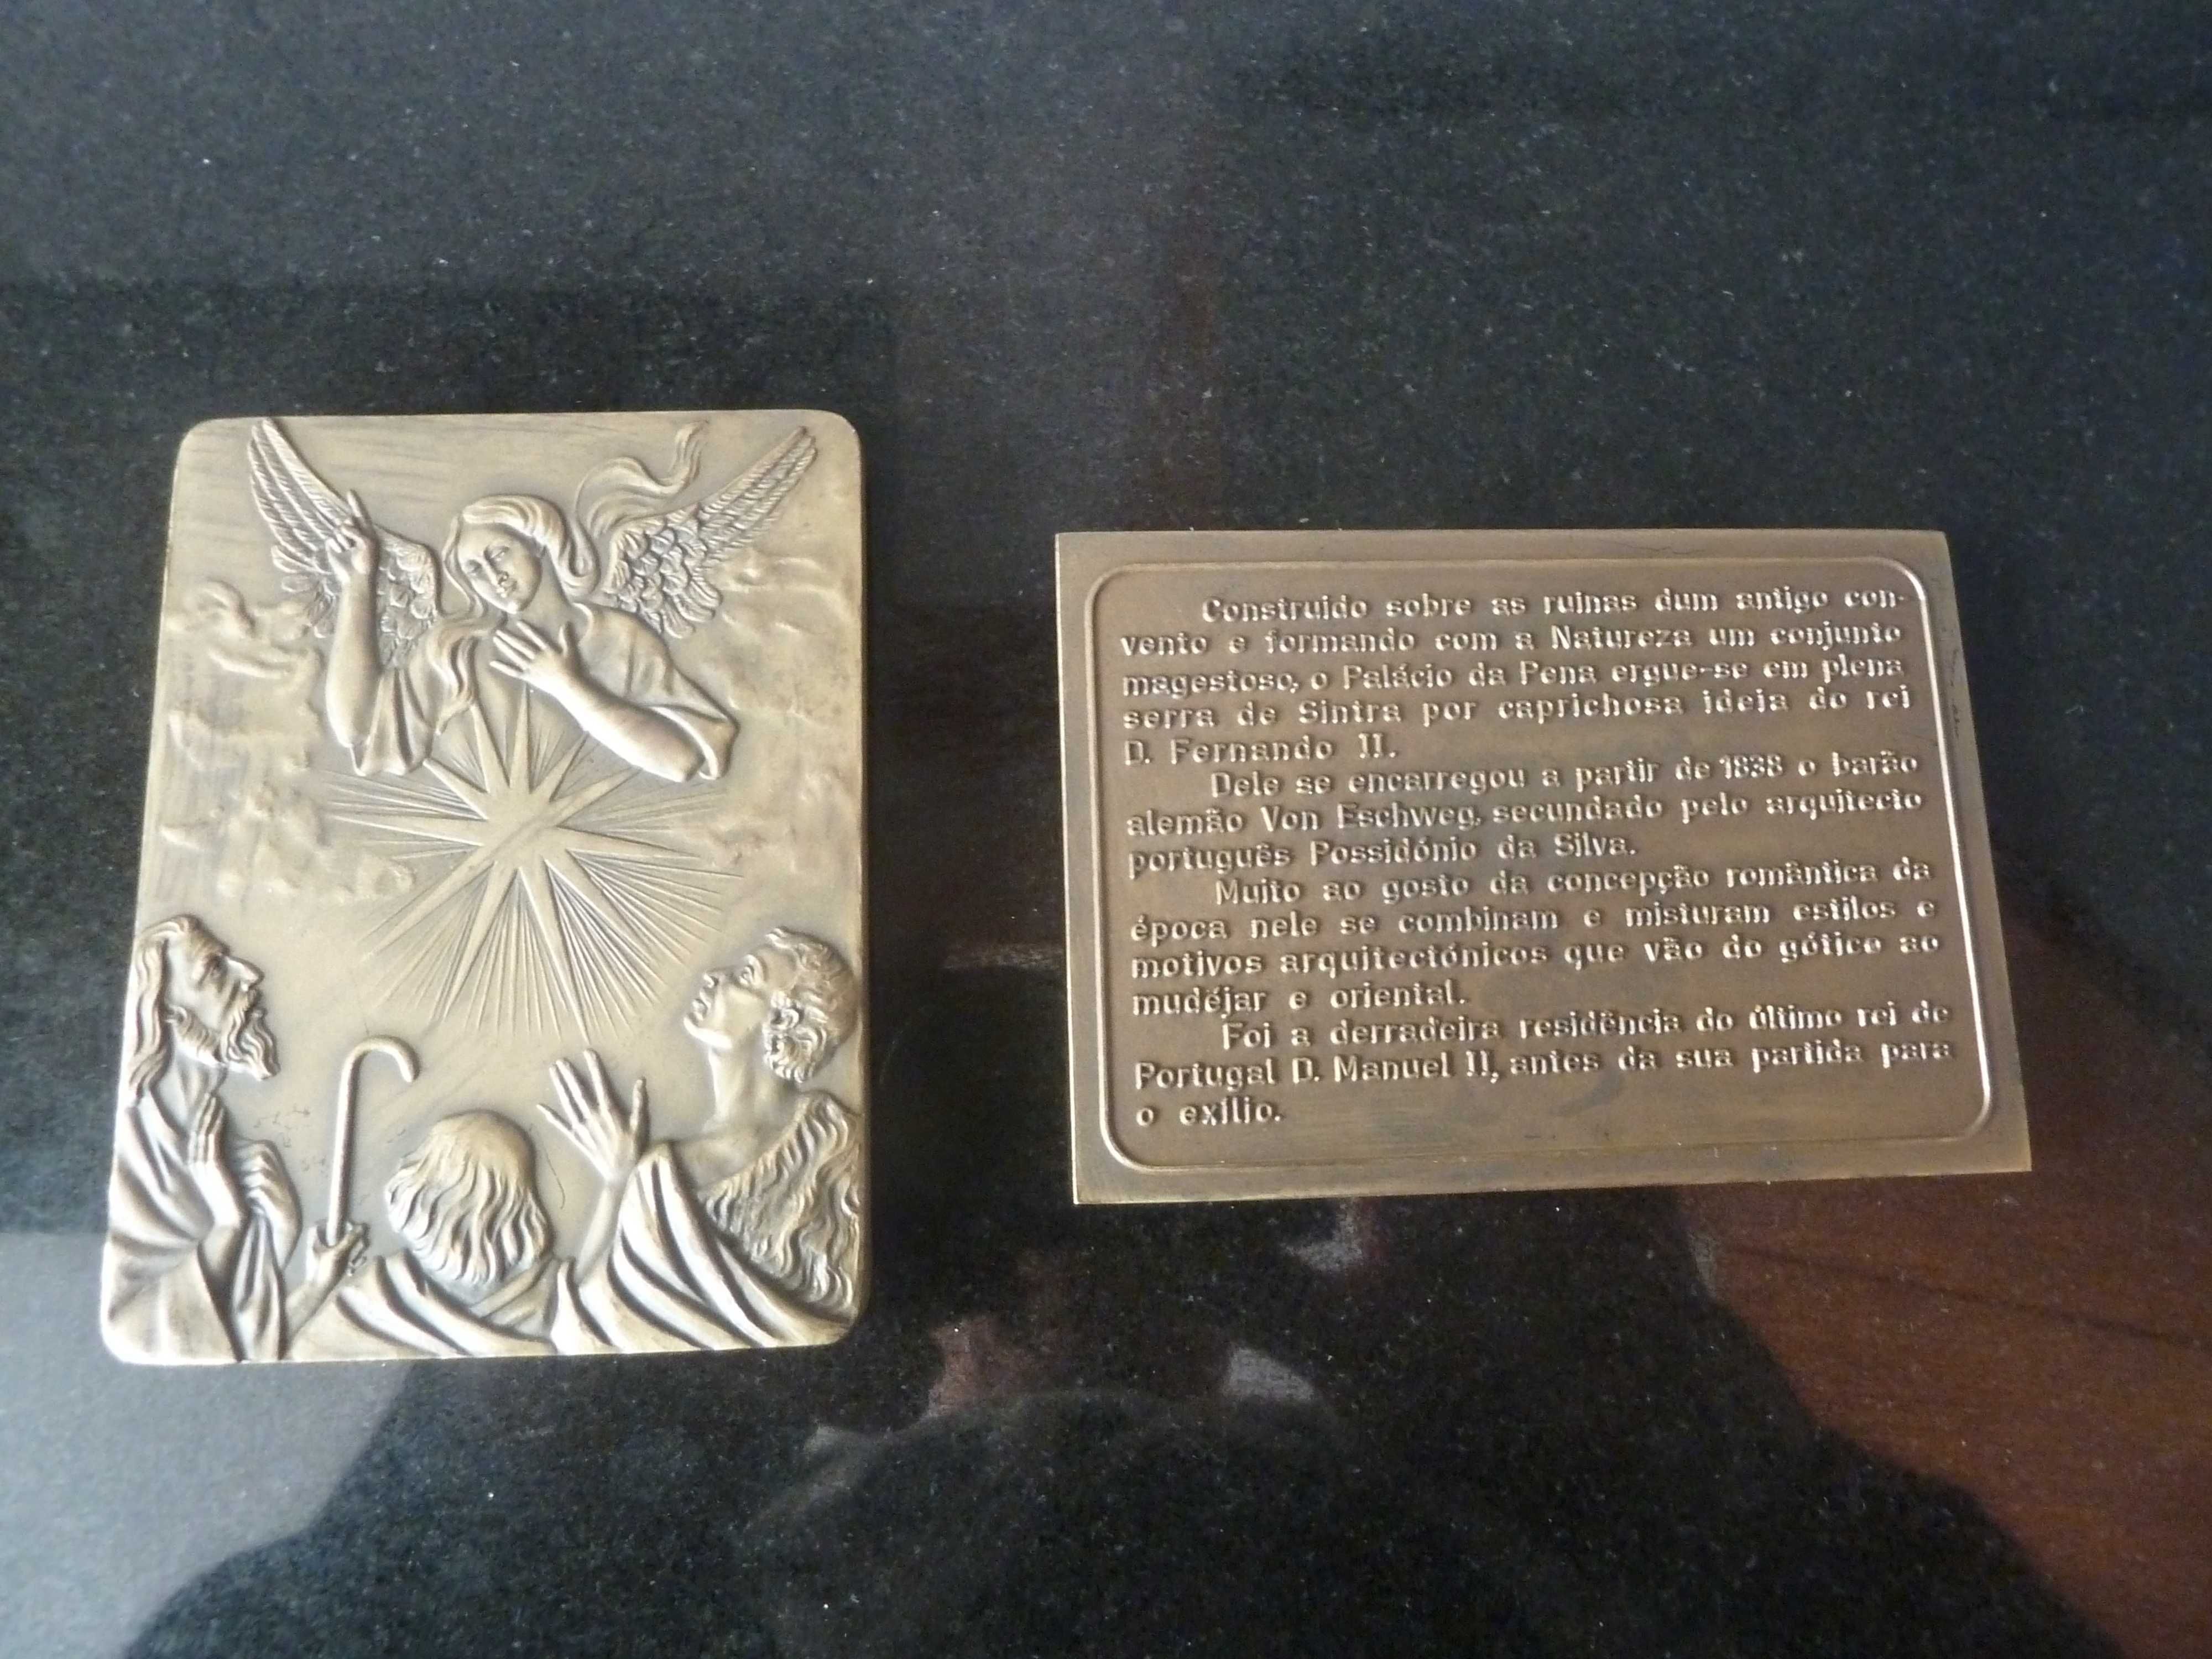 Construido sobre as ruinas dum antigo con-
vento e formando com a Natureza um conjunto
magestoso, o Palácio da Pena ergue-se em plena
serra de Sintra por caprichosa ideia do rei
D. Fernando II.
Dele se encarregou a partir de 1838 o barão
alemão Von Eschweg, secundado pelo arquitecto
português Possidónio da Silva.
Muito ao gosto da concepção romântica da
época nele se combinam e misturam estilos e
motivos arquitectónicos que vão do gótico ao
mudéjar e oriental.
Foi a derradeira residência do último rei de
Portugal D. Manuel II, antes da sua partida para
o exílio.